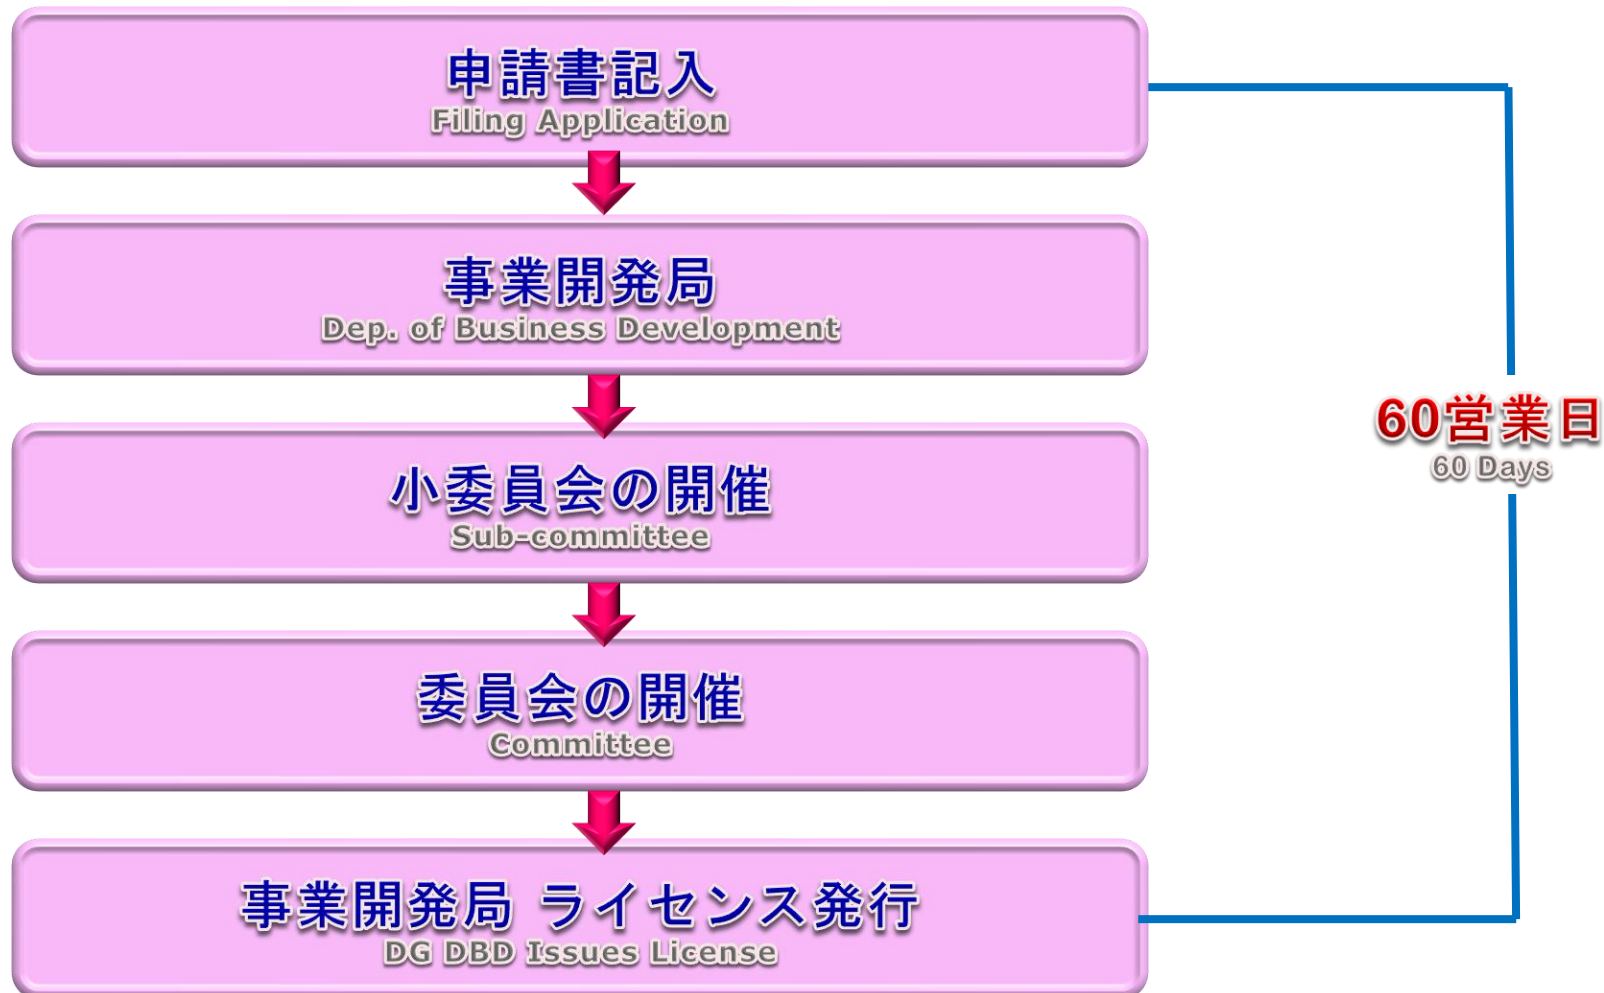 申請書記入
Filing Application
事業開発局
Dep. of Business Development
小委員会の開催
Sub-committee
委員会の開催
Committee
事業開発局 ライセンス発行
DG DBD Issues License
60営業日
60 Days